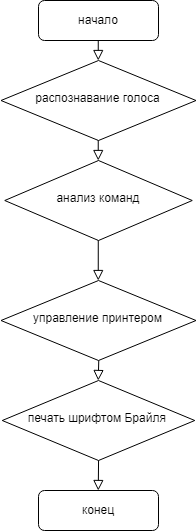 начало
распознавание голоса
анализ команд
управление принтером
печать шрифтом Брайля
конец